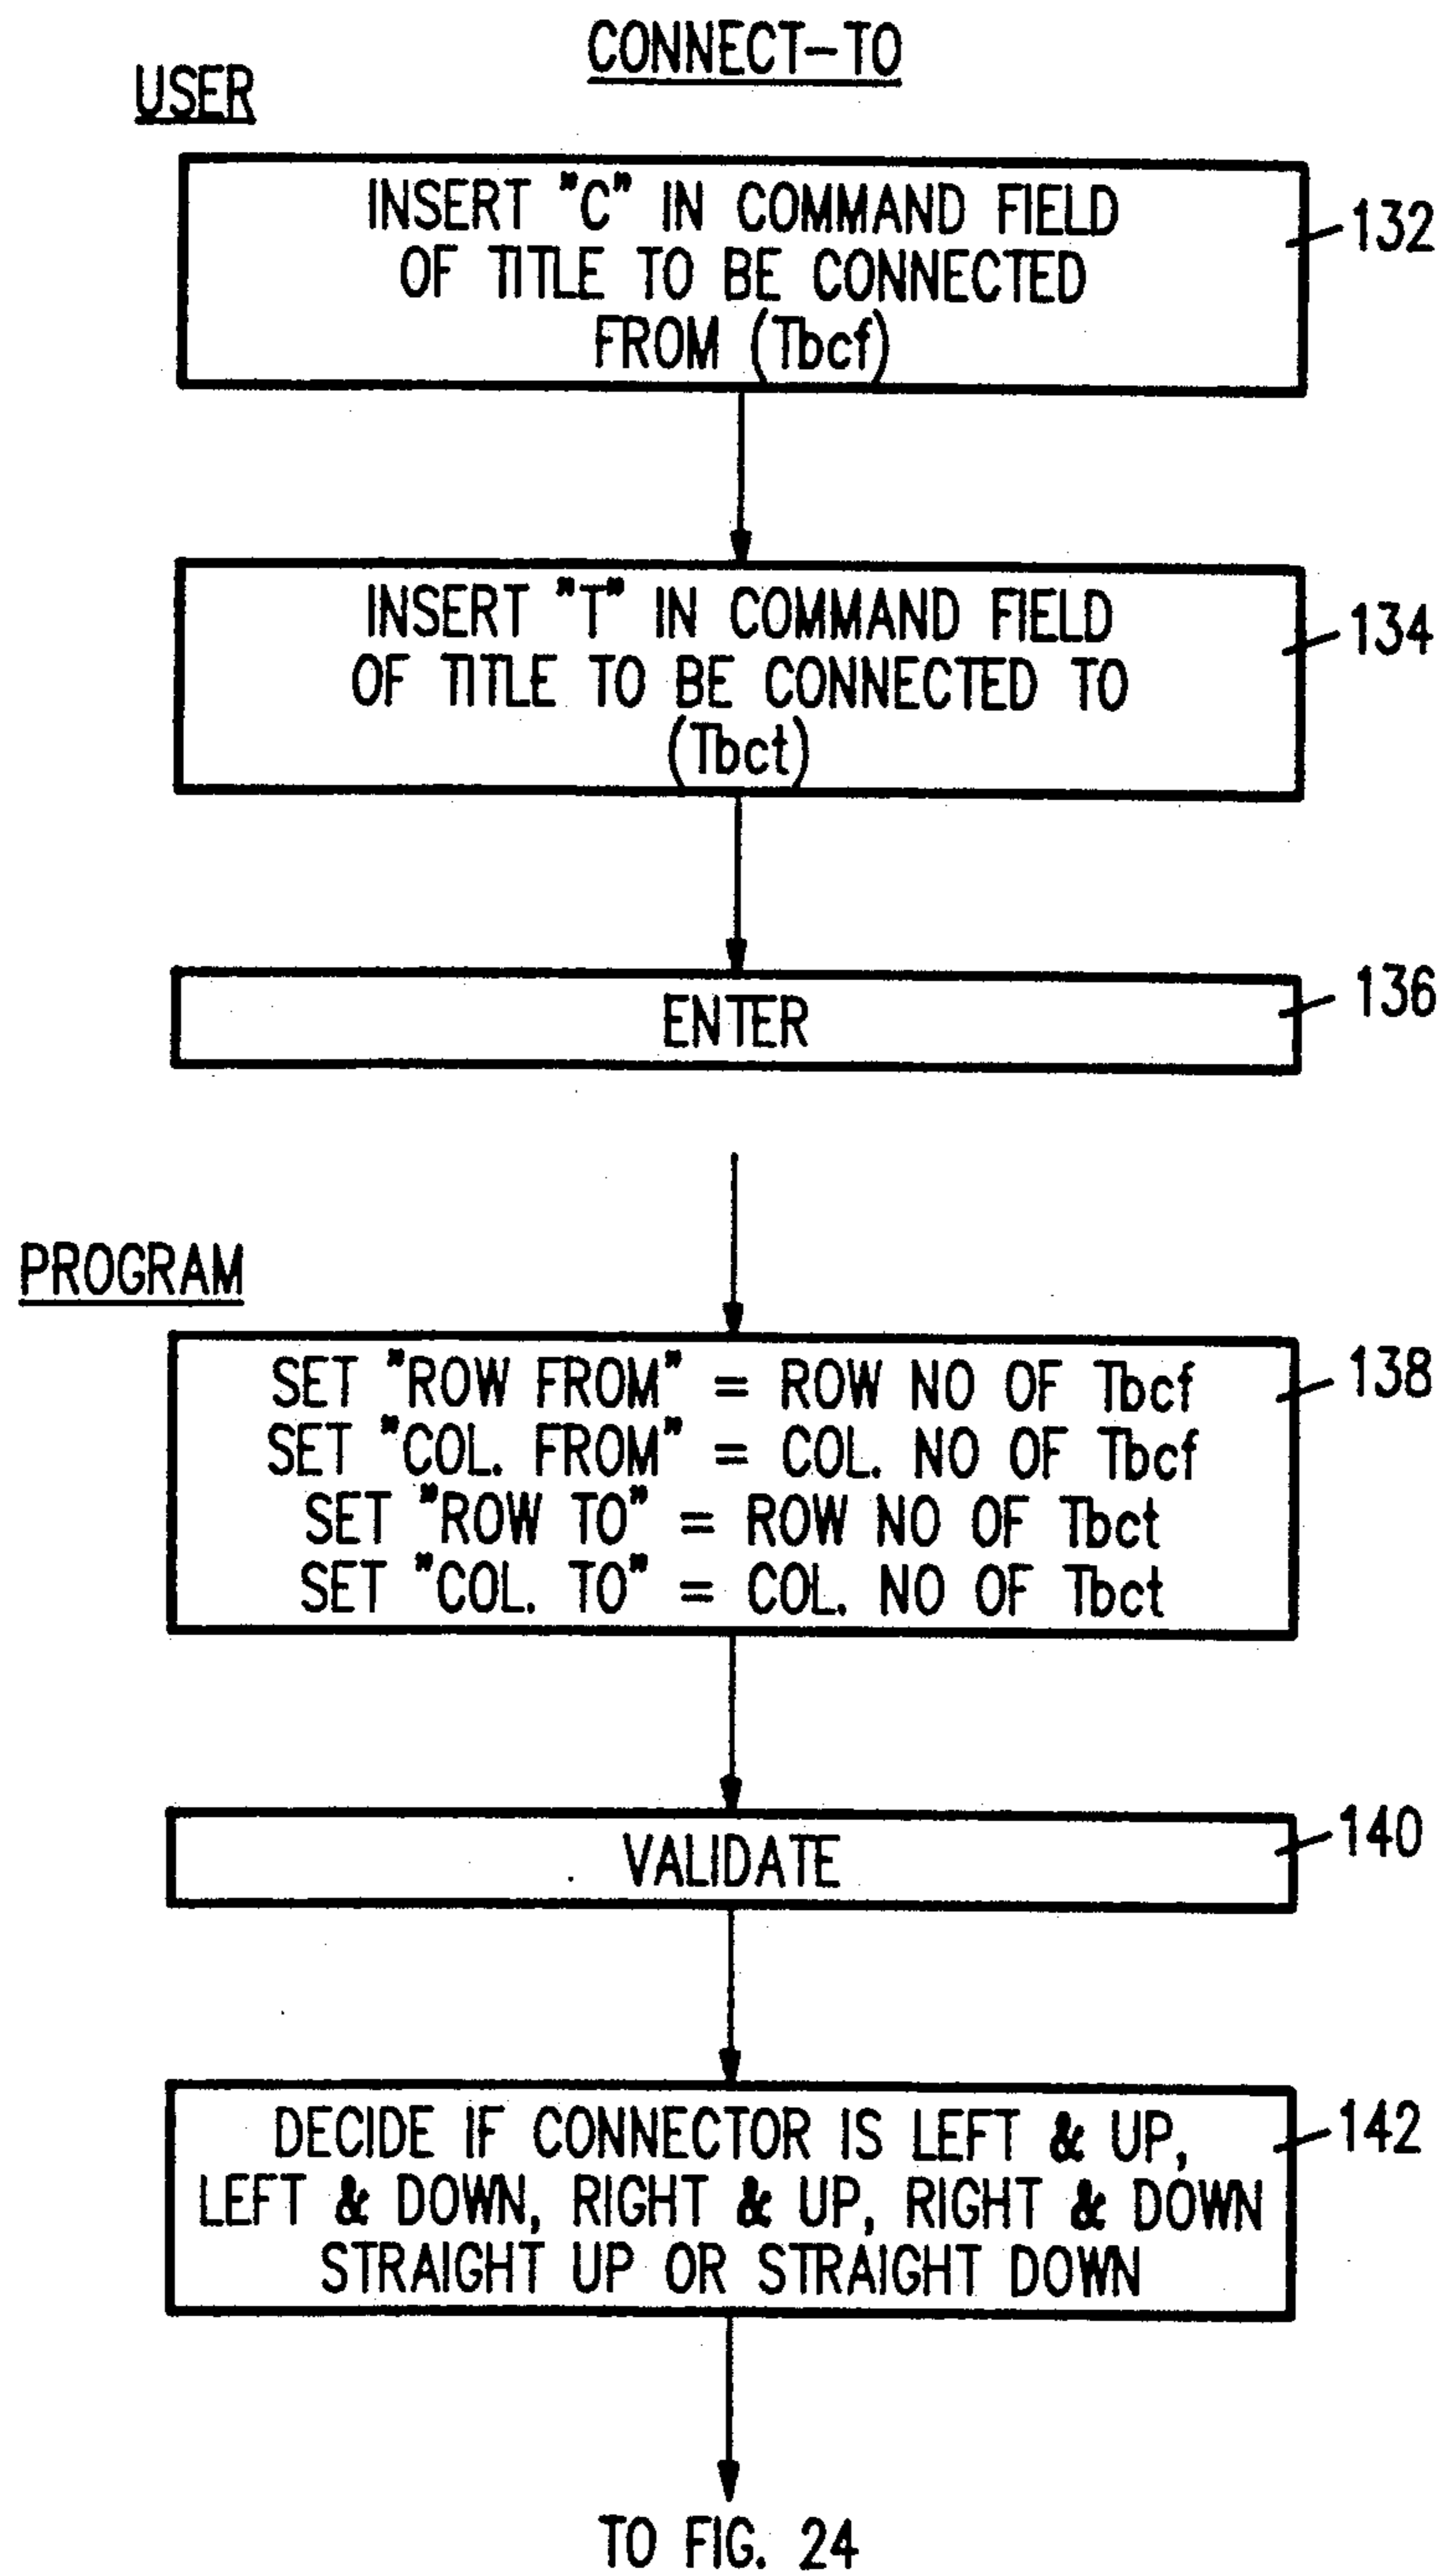 CONNECT-TO
USER
INSERT "C" IN COMMAND FIELD
OF TITLE TO BE CONNECTED
FROM (Tbcf)
132
INSERT "T" IN COMMAND FIELD
OF TITLE TO BE CONNECTED TO
(Tbct)
134
ENTER
136
PROGRAM
SET "ROW FROM" = ROW NO OF Tbcf
SET "COL. FROM" = COL. NO OF Tbcf
SET "ROW TO" = ROW NO OF Tbct
SET "COL. TO" = COL. NO OF Tbct
138
VALIDATE
140
DECIDE IF CONNECTOR IS LEFT & UP,
LEFT & DOWN, RIGHT & UP, RIGHT & DOWN
STRAIGHT UP OR STRAIGHT DOWN
142
TO FIG. 24